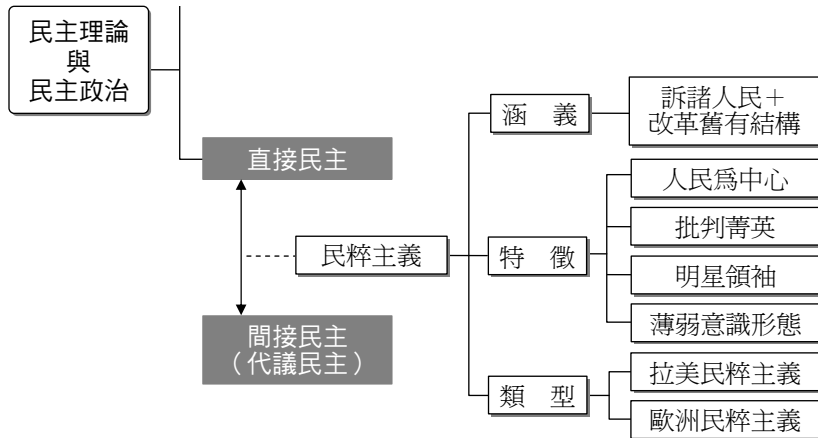 民主理論
與
民主政治
直接民主
間接民主
（代議民主）
民粹主義
涵 義
訴諸人民＋
改革舊有結構
特 徵
人民為中心
批判菁英
明星領袖
薄弱意識形態
類 型
拉美民粹主義
歐洲民粹主義